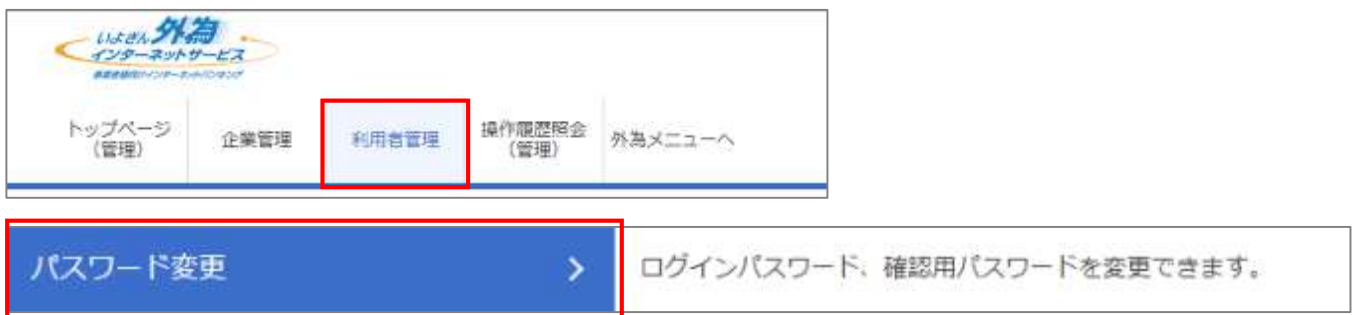 いよぎん外為
インターネットサービス
トップページ
(管理)
企業管理
利用者管理
操作履歴照会
(管理)
外為メニューへ
パスワード変更
ログインパスワード、確認用パスワードを変更できます。